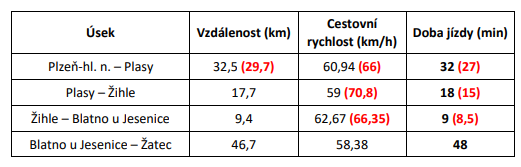 Úsek Vzdálenost (km) Cestovní rychlost (km/h) Doba jízdy (min)
Plzeň-hl. n. – Plasy 32,5 (29,7) 60,94 (66) 32 (27)
Plasy – Žihle 17,7 59 (70,8) 18 (15)
Žihle – Blatno u Jesenice 9,4 62,67 (66,35) 9 (8,5)
Blatno u Jesenice – Žatec 46,7 58,38 48